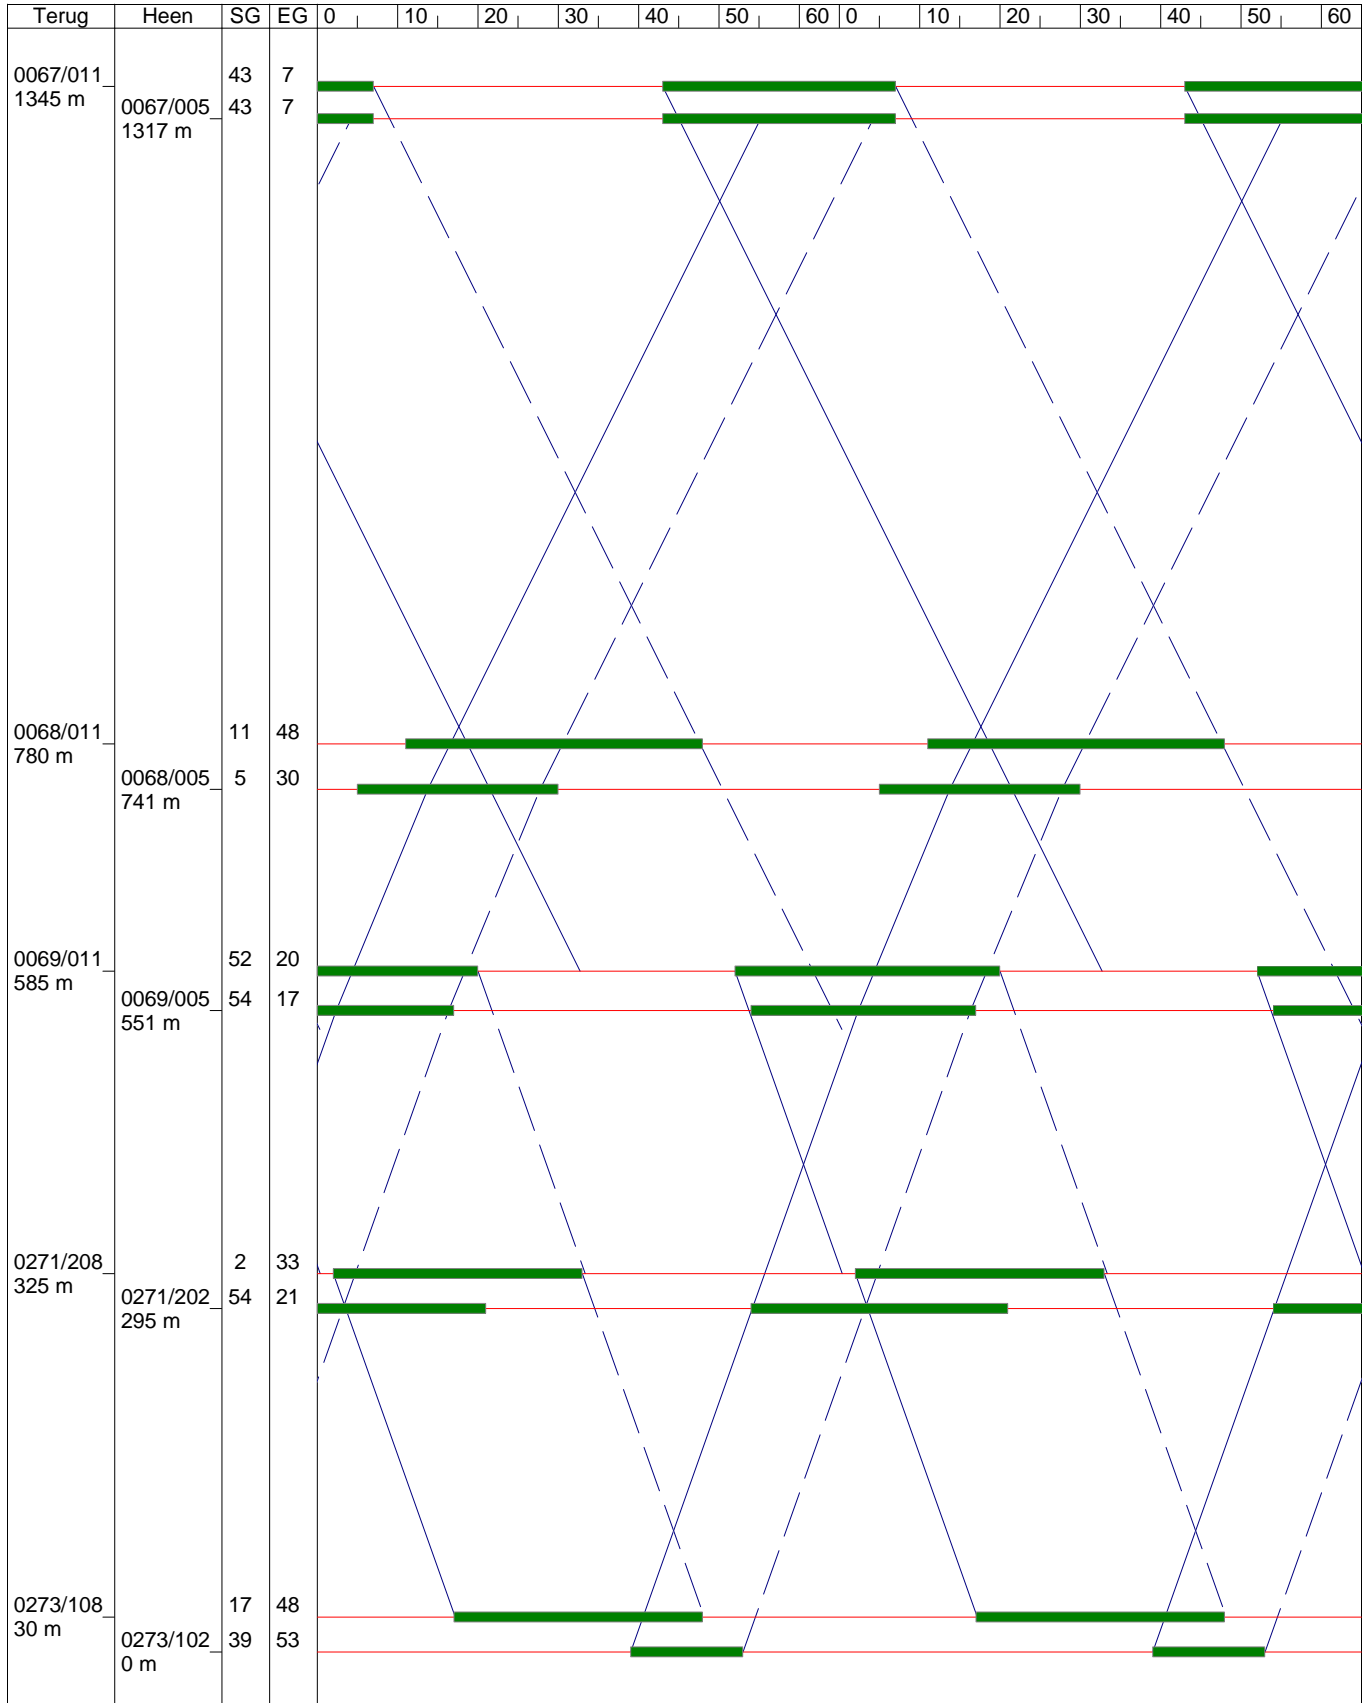 Terug Heen SG EG 0 10 20 30 40 50 60 0 10 20 30 40 50 60
0067/011 43 7
1345 m
0067/005 43 7
1317 m
0068/011 11 48
780 m
0068/005 5 30
741 m
0069/011 52 20
585 m
0069/005 54 17
551 m
0271/208 2 33
325 m
0271/202 54 21
295 m
0273/108 17 48
30 m
0273/102 39 53
0 m